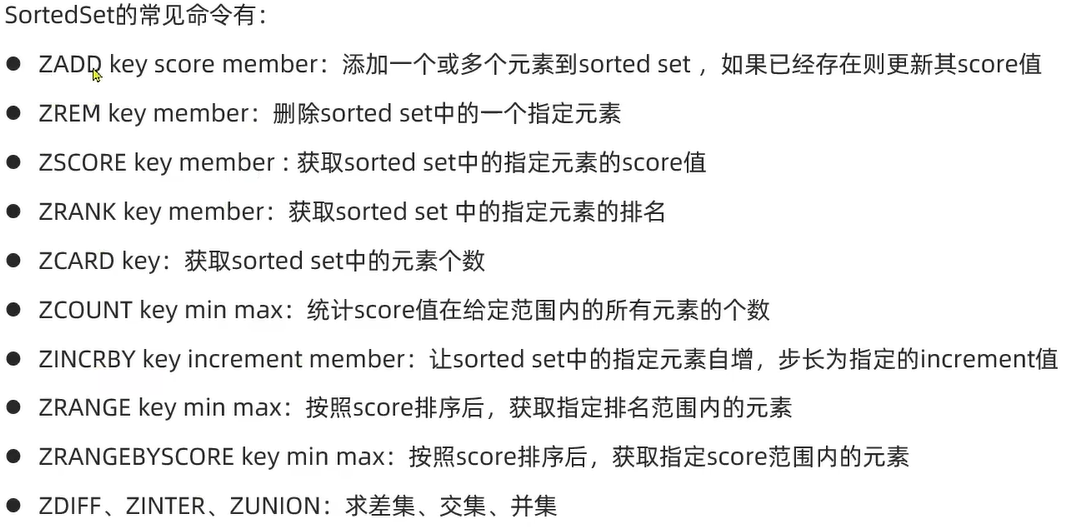 SortedSet的常见命令有：
● ZADD key score member：添加一个或多个元素到sorted set ，如果已经存在则更新其score值
● ZREM key member：删除sorted set中的一个指定元素
● ZSCORE key member : 获取sorted set中的指定元素的score值
● ZRANK key member：获取sorted set 中的指定元素的排名
● ZCARD key：获取sorted set中的元素个数
● ZCOUNT key min max：统计score值在给定范围内的所有元素的个数
● ZINCRBY key increment member：让sorted set中的指定元素自增，步长为指定的increment值
● ZRANGE key min max：按照score排序后，获取指定排名范围内的元素
● ZRANGEBYSCORE key min max：按照score排序后，获取指定score范围内的元素
● ZDIFF、ZINTER、ZUNION：求差集、交集、并集